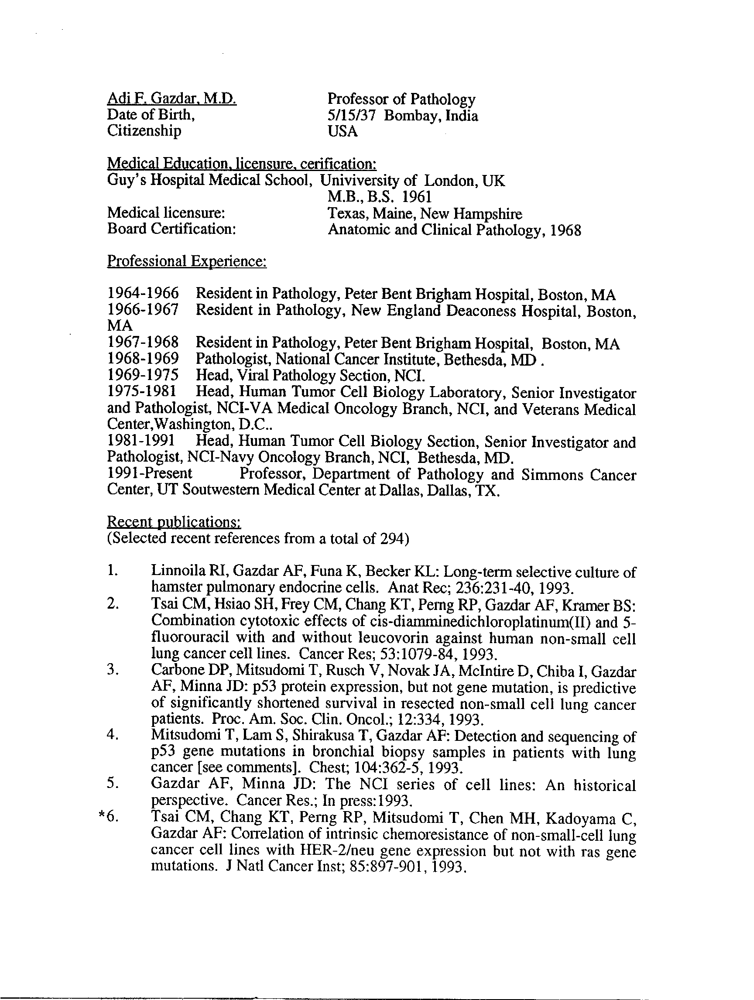 Adi F. Gazdar, M.D. Professor of Pathology
Date of Birth, 5/15/37 Bombay, India
Citizenship USA
Medical Education, licensure, cerification:
Guy's Hospital Medical School, Univiversity of London, UK
M.B., B.S. 1961
Medical licensure: Texas, Maine, New Hampshire
Board Certification: Anatomic and Clinical Pathology, 1968
Professional Experience:
1964-1966 Resident in Pathology, Peter Bent Brigham Hospital, Boston, MA
1966-1967 Resident in Pathology, New England Deaconess Hospital, Boston,
MA
1967-1968 Resident in Pathology, Peter Bent Brigham Hospital, Boston, MA
1968-1969 Pathologist, National Cancer Institute, Bethesda, MD .
1969-1975 Head, Viral Pathology Section, NCI.
1975-1981 Head, Human Tumor Cell Biology Laboratory, Senior Investigator
and Pathologist, NCI-VA Medical Oncology Branch, NCI, and Veterans Medical
Center,Washington, D.C..
1981-1991 Head, Human Tumor Cell Biology Section, Senior Investigator and
Pathologist, NCI-Navy Oncology Branch, NCI, Bethesda, MD.
1991-Present Professor, Department of Pathology and Simmons Cancer
Center, UT Soutwestern Medical Center at Dallas, Dallas, TX.
Recent publications:
(Selected recent references from a total of 294)
1. Linnoila RI, Gazdar AF, Funa K, Becker KL: Long-term selective culture of
hamster pulmonary endocrine cells. Anat Rec; 236:231-40, 1993.
2. Tsai CM, Hsiao SH, Frey CM, Chang KT, Perng RP, Gazdar AF, Kramer BS:
Combination cytotoxic effects of cis-diamminedichloroplatinum(II) and 5-
fluorouracil with and without leucovorin against human non-small cell
lung cancer cell lines. Cancer Res; 53:1079-84, 1993.
3. Carbone DP, Mitsudomi T, Rusch V, Novak JA, McIntire D, Chiba I, Gazdar
AF, Minna JD: p53 protein expression, but not gene mutation, is predictive
of significantly shortened survival in resected non-small cell lung cancer
patients. Proc. Am. Soc. Clin. Oncol.; 12:334, 1993.
4. Mitsudomi T, Lam S, Shirakusa T, Gazdar AF: Detection and sequencing of
p53 gene mutations in bronchial biopsy samples in patients with lung
cancer [see comments]. Chest; 104:362-5, 1993.
5. Gazdar AF, Minna JD: The NCI series of cell lines: An historical
perspective. Cancer Res.; In press:1993.
*6. Tsai CM, Chang KT, Perng RP, Mitsudomi T, Chen MH, Kadoyama C,
Gazdar AF: Correlation of intrinsic chemoresistance of non-small-cell lung
cancer cell lines with HER-2/neu gene expression but not with ras gene
mutations. J Natl Cancer Inst; 85:897-901, 1993.